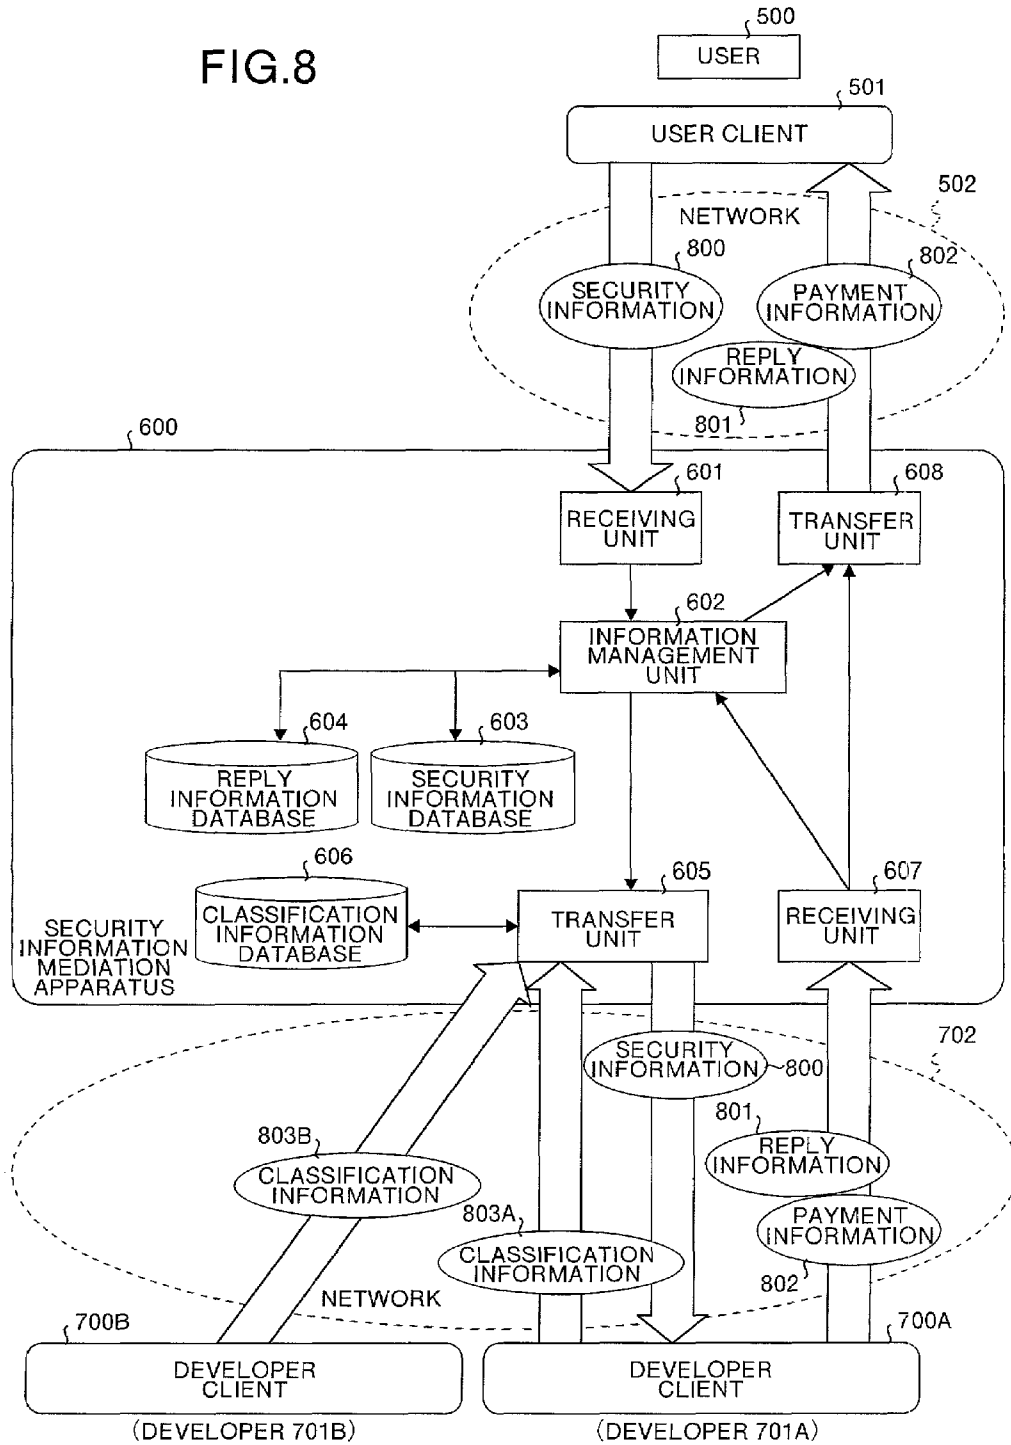 FIG.8
500
USER
501
USER CLIENT
502
NETWORK
800
802
SECURITY
INFORMATION
PAYMENT
INFORMATION
REPLY
INFORMATION
801
600
601
608
RECEIVING
UNIT
TRANSFER
UNIT
602
INFORMATION
MANAGEMENT
UNIT
604
603
REPLY
INFORMATION
DATABASE
SECURITY
INFORMATION
DATABASE
606
605
607
CLASSIFICATION
INFORMATION
DATABASE
TRANSFER
UNIT
RECEIVING
UNIT
SECURITY
INFORMATION
MEDIATION
APPARATUS
702
SECURITY
INFORMATION
800
801
803B
REPLY
INFORMATION
CLASSIFICATION
INFORMATION
803A
PAYMENT
INFORMATION
CLASSIFICATION
INFORMATION
802
NETWORK
700B
700A
DEVELOPER
CLIENT
DEVELOPER
CLIENT
(DEVELOPER 701B)
(DEVELOPER 701A)